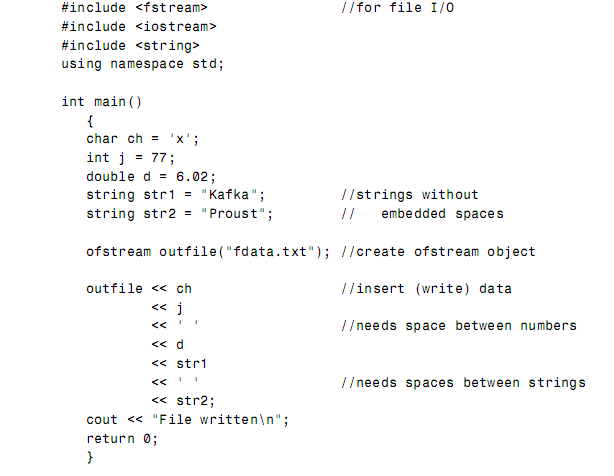 #include <fstream>                //for file I/O
#include <iostream>
#include <string>
using namespace std;
int main()
   {
   char ch = 'x';
   int j = 77;
   double d = 6.02;
   string str1 = "Kafka";         //strings without
   string str2 = "Proust";        //   embedded spaces
   ofstream outfile("fdata.txt"); //create ofstream object
   outfile << ch                  //insert (write) data
           << j
           << ' '                 //needs space between numbers
           << d
           << str1
           << ' '                 //needs spaces between strings
           << str2;
   cout << "File written\n";
   return 0;
   }